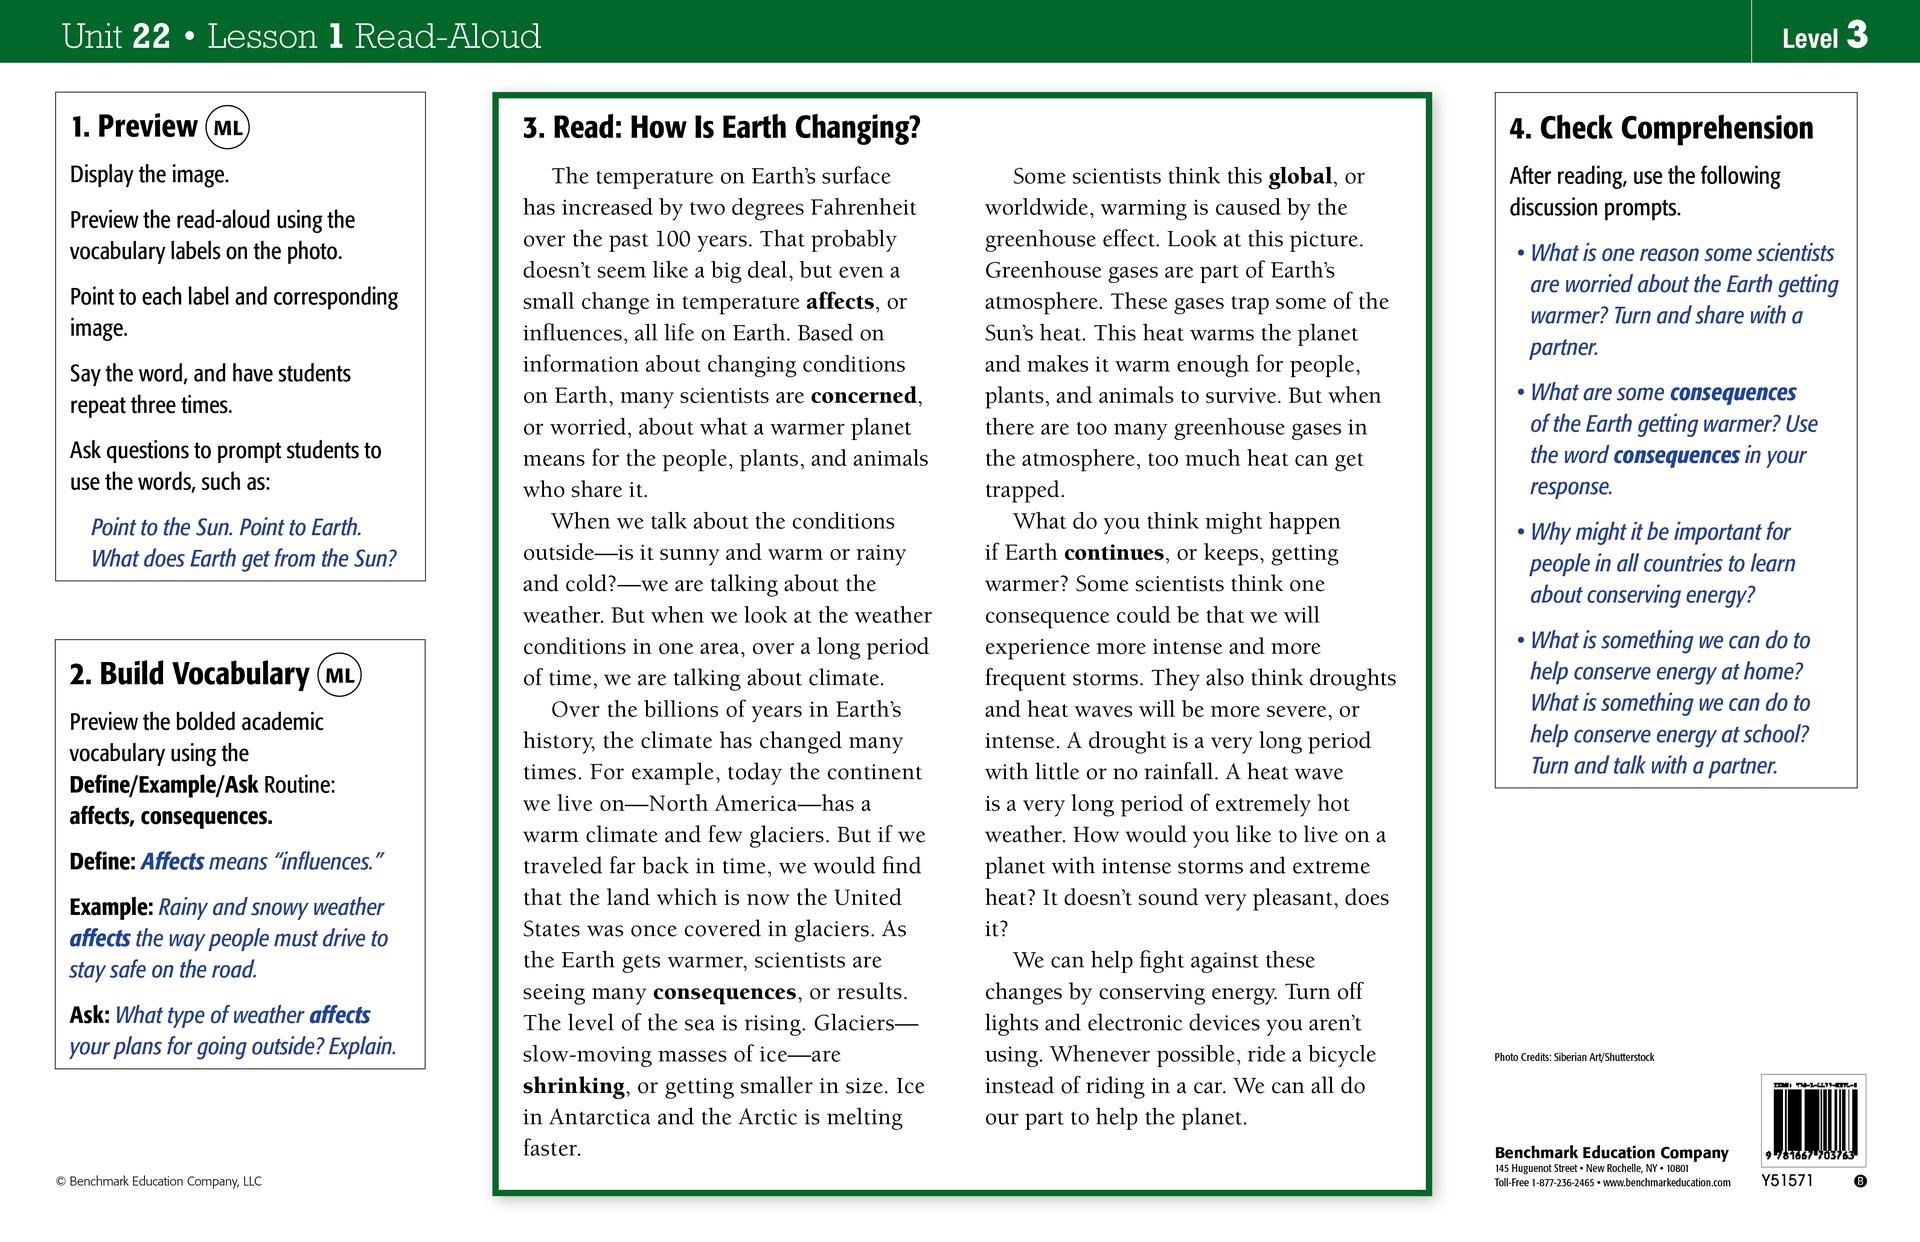 Unit 22 • Lesson 1 Read-Aloud
Level 3
1. Preview ML
Display the image.
Preview the read-aloud using the
vocabulary labels on the photo.
Point to each label and corresponding
image.
Say the word, and have students
repeat three times.
Ask questions to prompt students to
use the words, such as:
Point to the Sun. Point to Earth.
What does Earth get from the Sun?
2. Build Vocabulary ML
Preview the bolded academic
vocabulary using the
Define/Example/Ask Routine:
affects, consequences.
Define: Affects means “influences.”
Example: Rainy and snowy weather
affects the way people must drive to
stay safe on the road.
Ask: What type of weather affects
your plans for going outside? Explain.
© Benchmark Education Company, LLC
3. Read: How Is Earth Changing?
The temperature on Earth’s surface
has increased by two degrees Fahrenheit
over the past 100 years. That probably
doesn’t seem like a big deal, but even a
small change in temperature affects, or
influences, all life on Earth. Based on
information about changing conditions
on Earth, many scientists are concerned,
or worried, about what a warmer planet
means for the people, plants, and animals
who share it.
When we talk about the conditions
outside—is it sunny and warm or rainy
and cold?—we are talking about the
weather. But when we look at the weather
conditions in one area, over a long period
of time, we are talking about climate.
Over the billions of years in Earth’s
history, the climate has changed many
times. For example, today the continent
we live on—North America—has a
warm climate and few glaciers. But if we
traveled far back in time, we would find
that the land which is now the United
States was once covered in glaciers. As
the Earth gets warmer, scientists are
seeing many consequences, or results.
The level of the sea is rising. Glaciers—
slow-moving masses of ice—are
shrinking, or getting smaller in size. Ice
in Antarctica and the Arctic is melting
faster.
Some scientists think this global, or
worldwide, warming is caused by the
greenhouse effect. Look at this picture.
Greenhouse gases are part of Earth’s
atmosphere. These gases trap some of the
Sun’s heat. This heat warms the planet
and makes it warm enough for people,
plants, and animals to survive. But when
there are too many greenhouse gases in
the atmosphere, too much heat can get
trapped.
What do you think might happen
if Earth continues, or keeps, getting
warmer? Some scientists think one
consequence could be that we will
experience more intense and more
frequent storms. They also think droughts
and heat waves will be more severe, or
intense. A drought is a very long period
with little or no rainfall. A heat wave
is a very long period of extremely hot
weather. How would you like to live on a
planet with intense storms and extreme
heat? It doesn’t sound very pleasant, does
it?
We can help fight against these
changes by conserving energy. Turn off
lights and electronic devices you aren’t
using. Whenever possible, ride a bicycle
instead of riding in a car. We can all do
our part to help the planet.
4. Check Comprehension
After reading, use the following
discussion prompts.
• What is one reason some scientists
are worried about the Earth getting
warmer? Turn and share with a
partner.
• What are some consequences
of the Earth getting warmer? Use
the word consequences in your
response.
• Why might it be important for
people in all countries to learn
about conserving energy?
• What is something we can do to
help conserve energy at home?
What is something we can do to
help conserve energy at school?
Turn and talk with a partner.
Photo Credits: Siberian Art/Shutterstock
Benchmark Education Company
145 Huguenot Street • New Rochelle, NY • 10801
Toll-Free 1-877-236-2465 • www.benchmarkeducation.com
9 781667 703763
Y51571
B